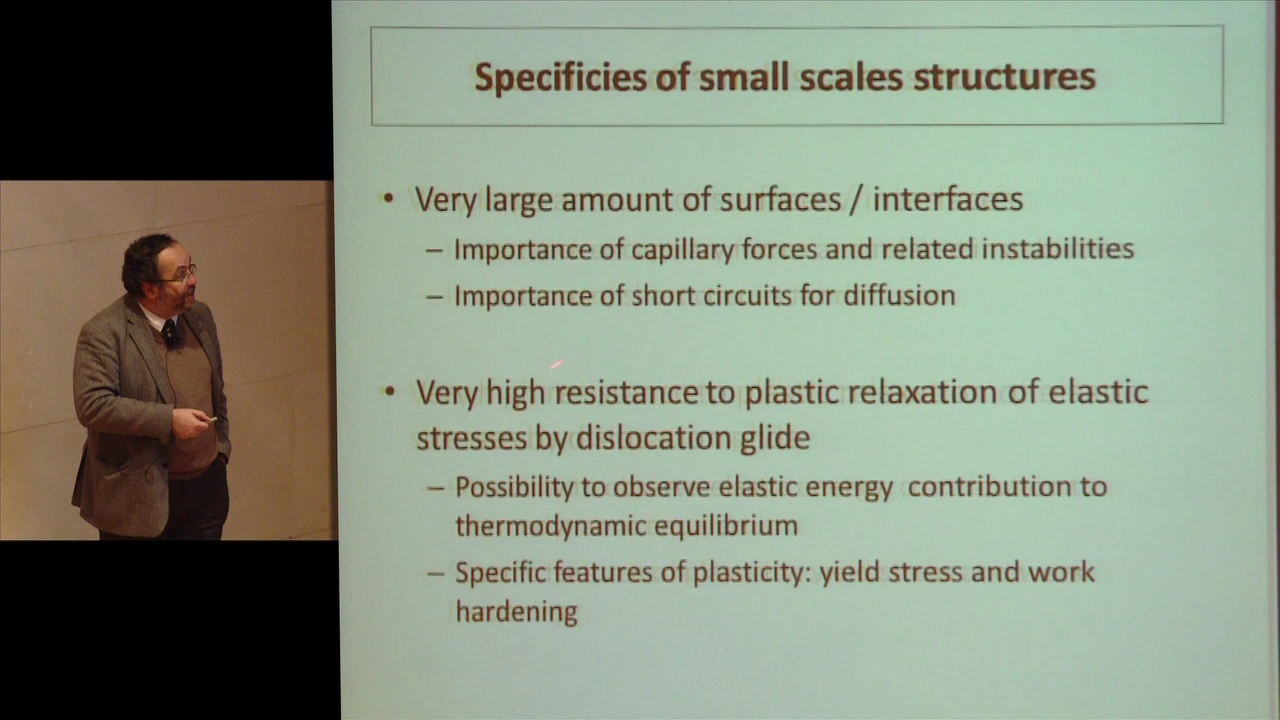 Specificies of small scales structures
• Very large amount of surfaces / interfaces
– Importance of capillary forces and related instabilities
– Importance of short circuits for diffusion
• Very high resistance to plastic relaxation of elastic
stresses by dislocation glide
– Possibility to observe elastic energy contribution to
thermodynamic equilibrium
– Specific features of plasticity: yield stress and work
hardening